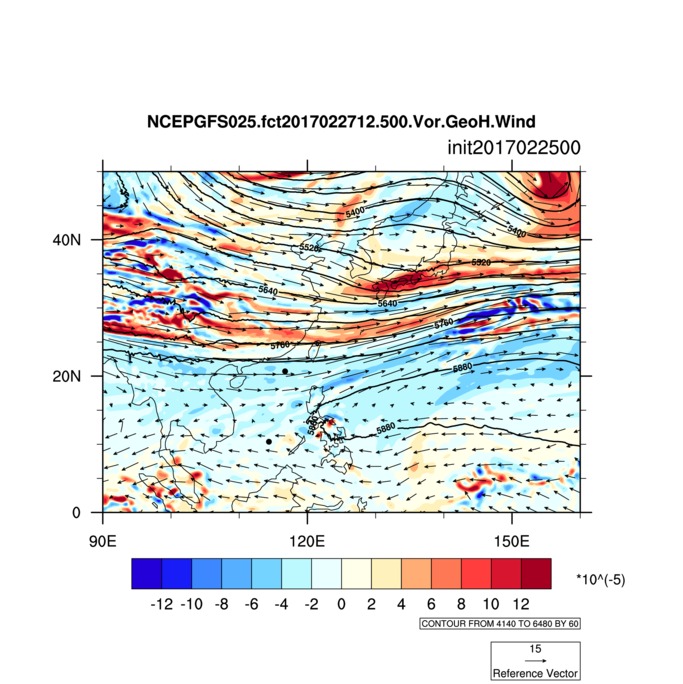 NCEPGFS025.fct2017022712.500.Vor.GeoH.Wind
init2017022500
5400
5400
5520
5520
40N
5640
5640
5760
5760
5880
20N
5880
5880
0
90E 120E 150E
-12 -10 -8 -6 -4 -2 0 2 4 6 8 10 12
*10^(-5)
CONTOUR FROM 4140 TO 6480 BY 60
15
Reference Vector